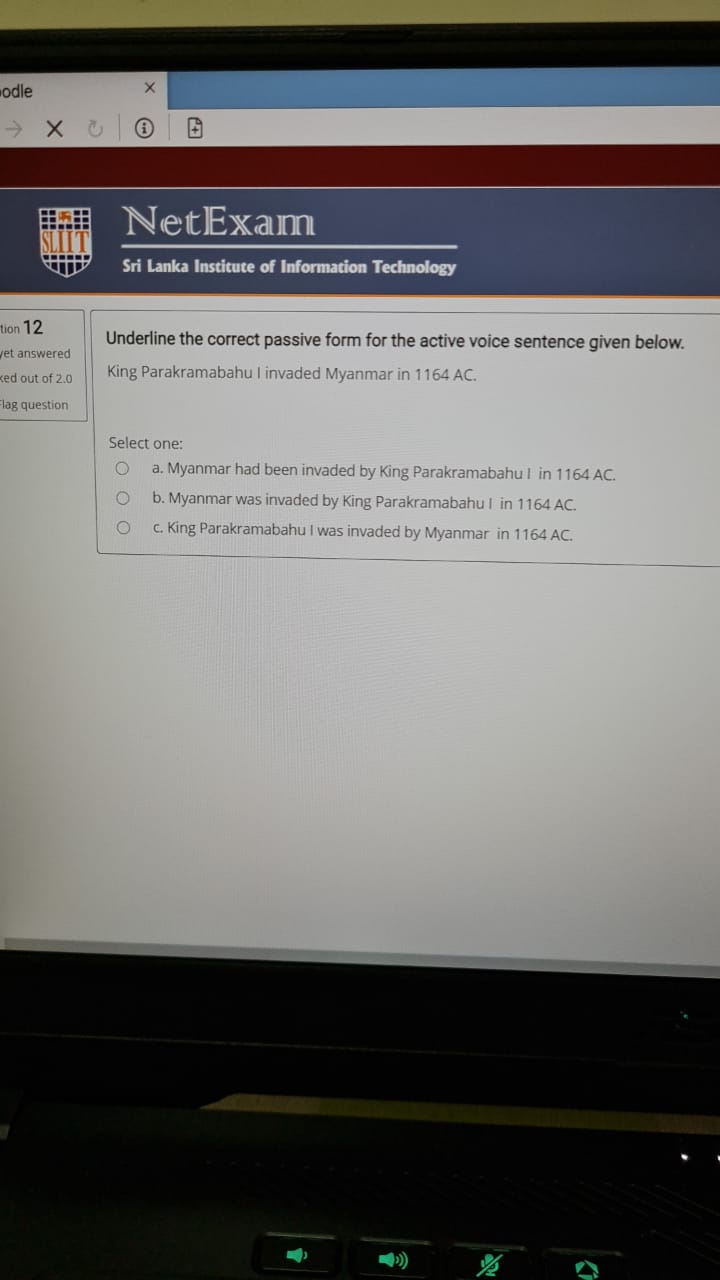 odle
NetExam
SLIIT
Sri Lanka Institute of Information Technology
tion 12
yet answered
ked out of 2.0
Flag question
Underline the correct passive form for the active voice sentence given below.
King Parakramabahu I invaded Myanmar in 1164 AC.
Select one:
a. Myanmar had been invaded by King Parakramabahu I in 1164 AC.
b. Myanmar was invaded by King Parakramabahu I in 1164 AC.
c. King Parakramabahu I was invaded by Myanmar in 1164 AC.